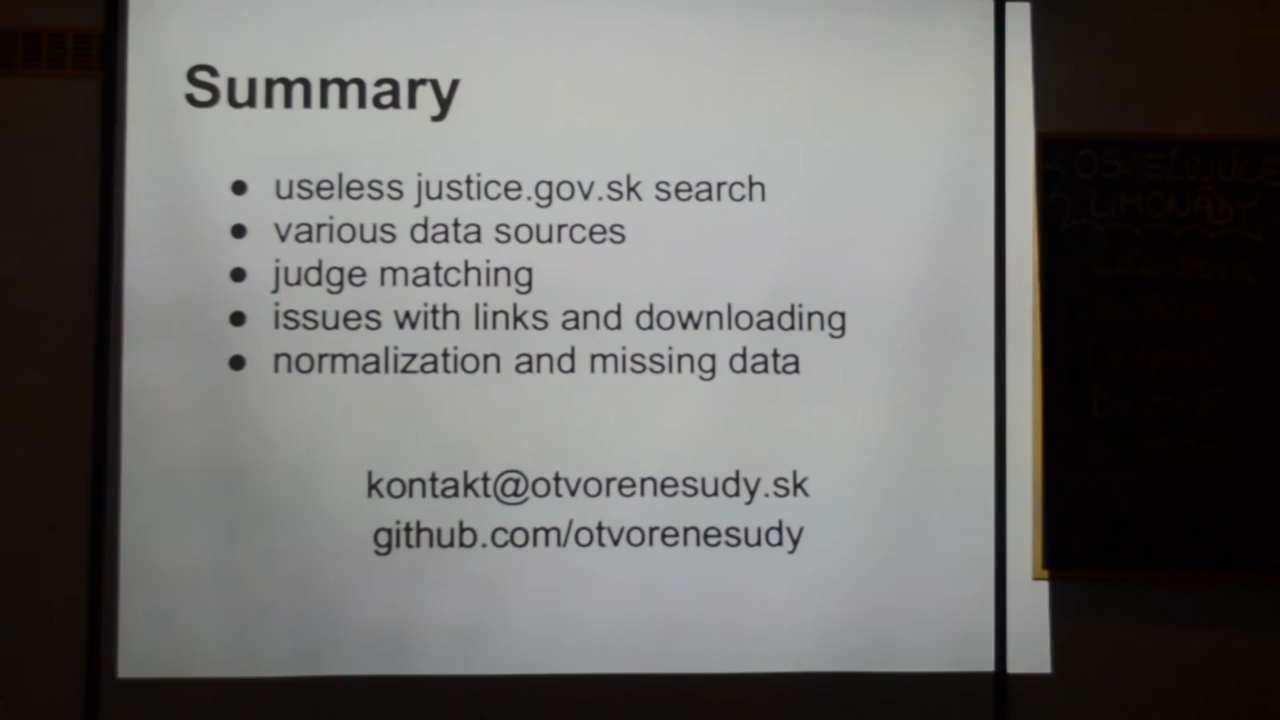 Summary
● useless justice.gov.sk search
● various data sources
● judge matching
● issues with links and downloading
● normalization and missing data
kontakt@otvorenesudy.sk
github.com/otvorenesudy
LIMONÁDY